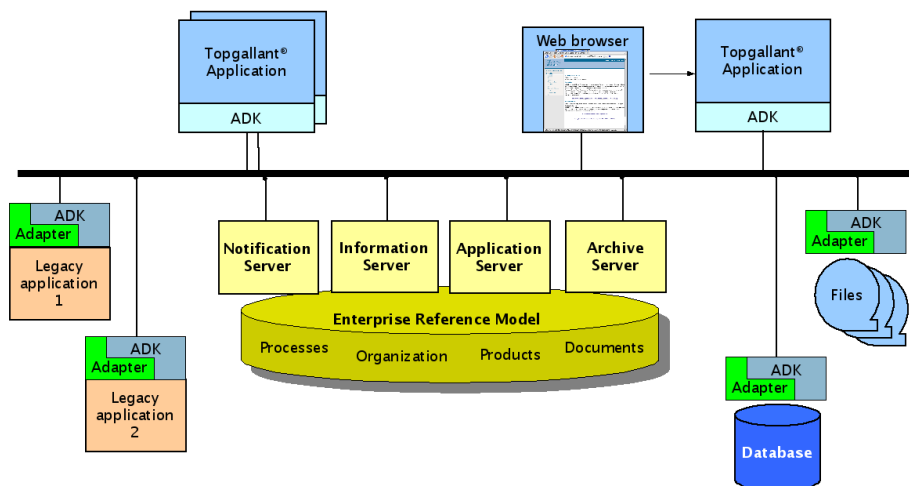 Topgallant®
Application
ADK
Web browser
Topgallant®
Application
ADK
ADK
Adapter
Legacy
application
1
ADK
Adapter
Legacy
application
2
Notification
Server
Information
Server
Application
Server
Archive
Server
Enterprise Reference Model
Processes
Organization
Products
Documents
ADK
Adapter
Files
ADK
Adapter
Database